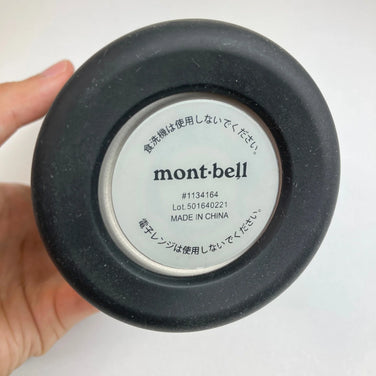 食洗機は使用しないでください。
mont·bell
#1134164
Lot.501640221
MADE IN CHINA
電子レンジは使用しないでください。